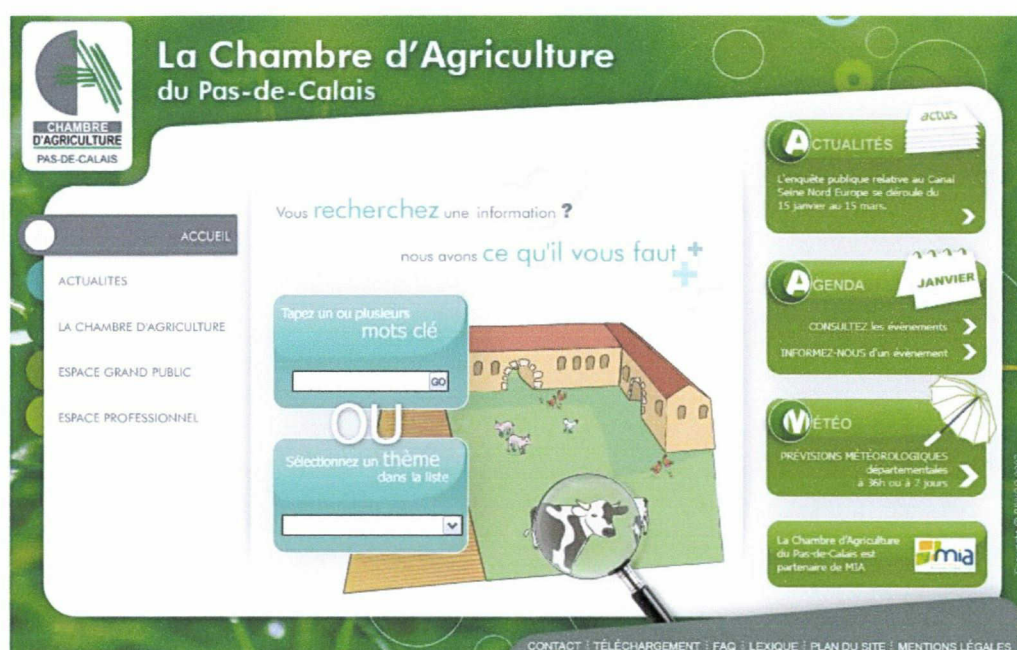 La Chambre d'Agriculture
du Pas-de-Calais
CHAMBRE
D'AGRICULTURE
PAS-DE-CALAIS
ACCUEIL
ACTUALITÉS
LA CHAMBRE D'AGRICULTURE
ESPACE GRAND PUBLIC
ESPACE PROFESSIONNEL
Vous recherchez une information ?
nous avons ce qu'il vous faut
Tapez un ou plusieurs
mots clé
GO
OU
Sélectionnez un thème
dans la liste
actus
ACTUALITÉS
L'enquête publique relative au Canal
Seine Nord Europe se déroule du
15 janvier au 15 mars.
AGENDA
JANVIER
CONSULTEZ les évènements
INFORMEZ-NOUS d'un évènement
MÉTÉO
PRÉVISIONS MÉTÉOROLOGIQUES
départementales
à 36h ou à 7 jours
La Chambre d'Agriculture
du Pas-de-Calais est
partenaire de MIA
mia
CONTACT TÉLÉCHARGEMENT FAQ LEXIQUE PLAN DU SITE MENTIONS LÉGALES